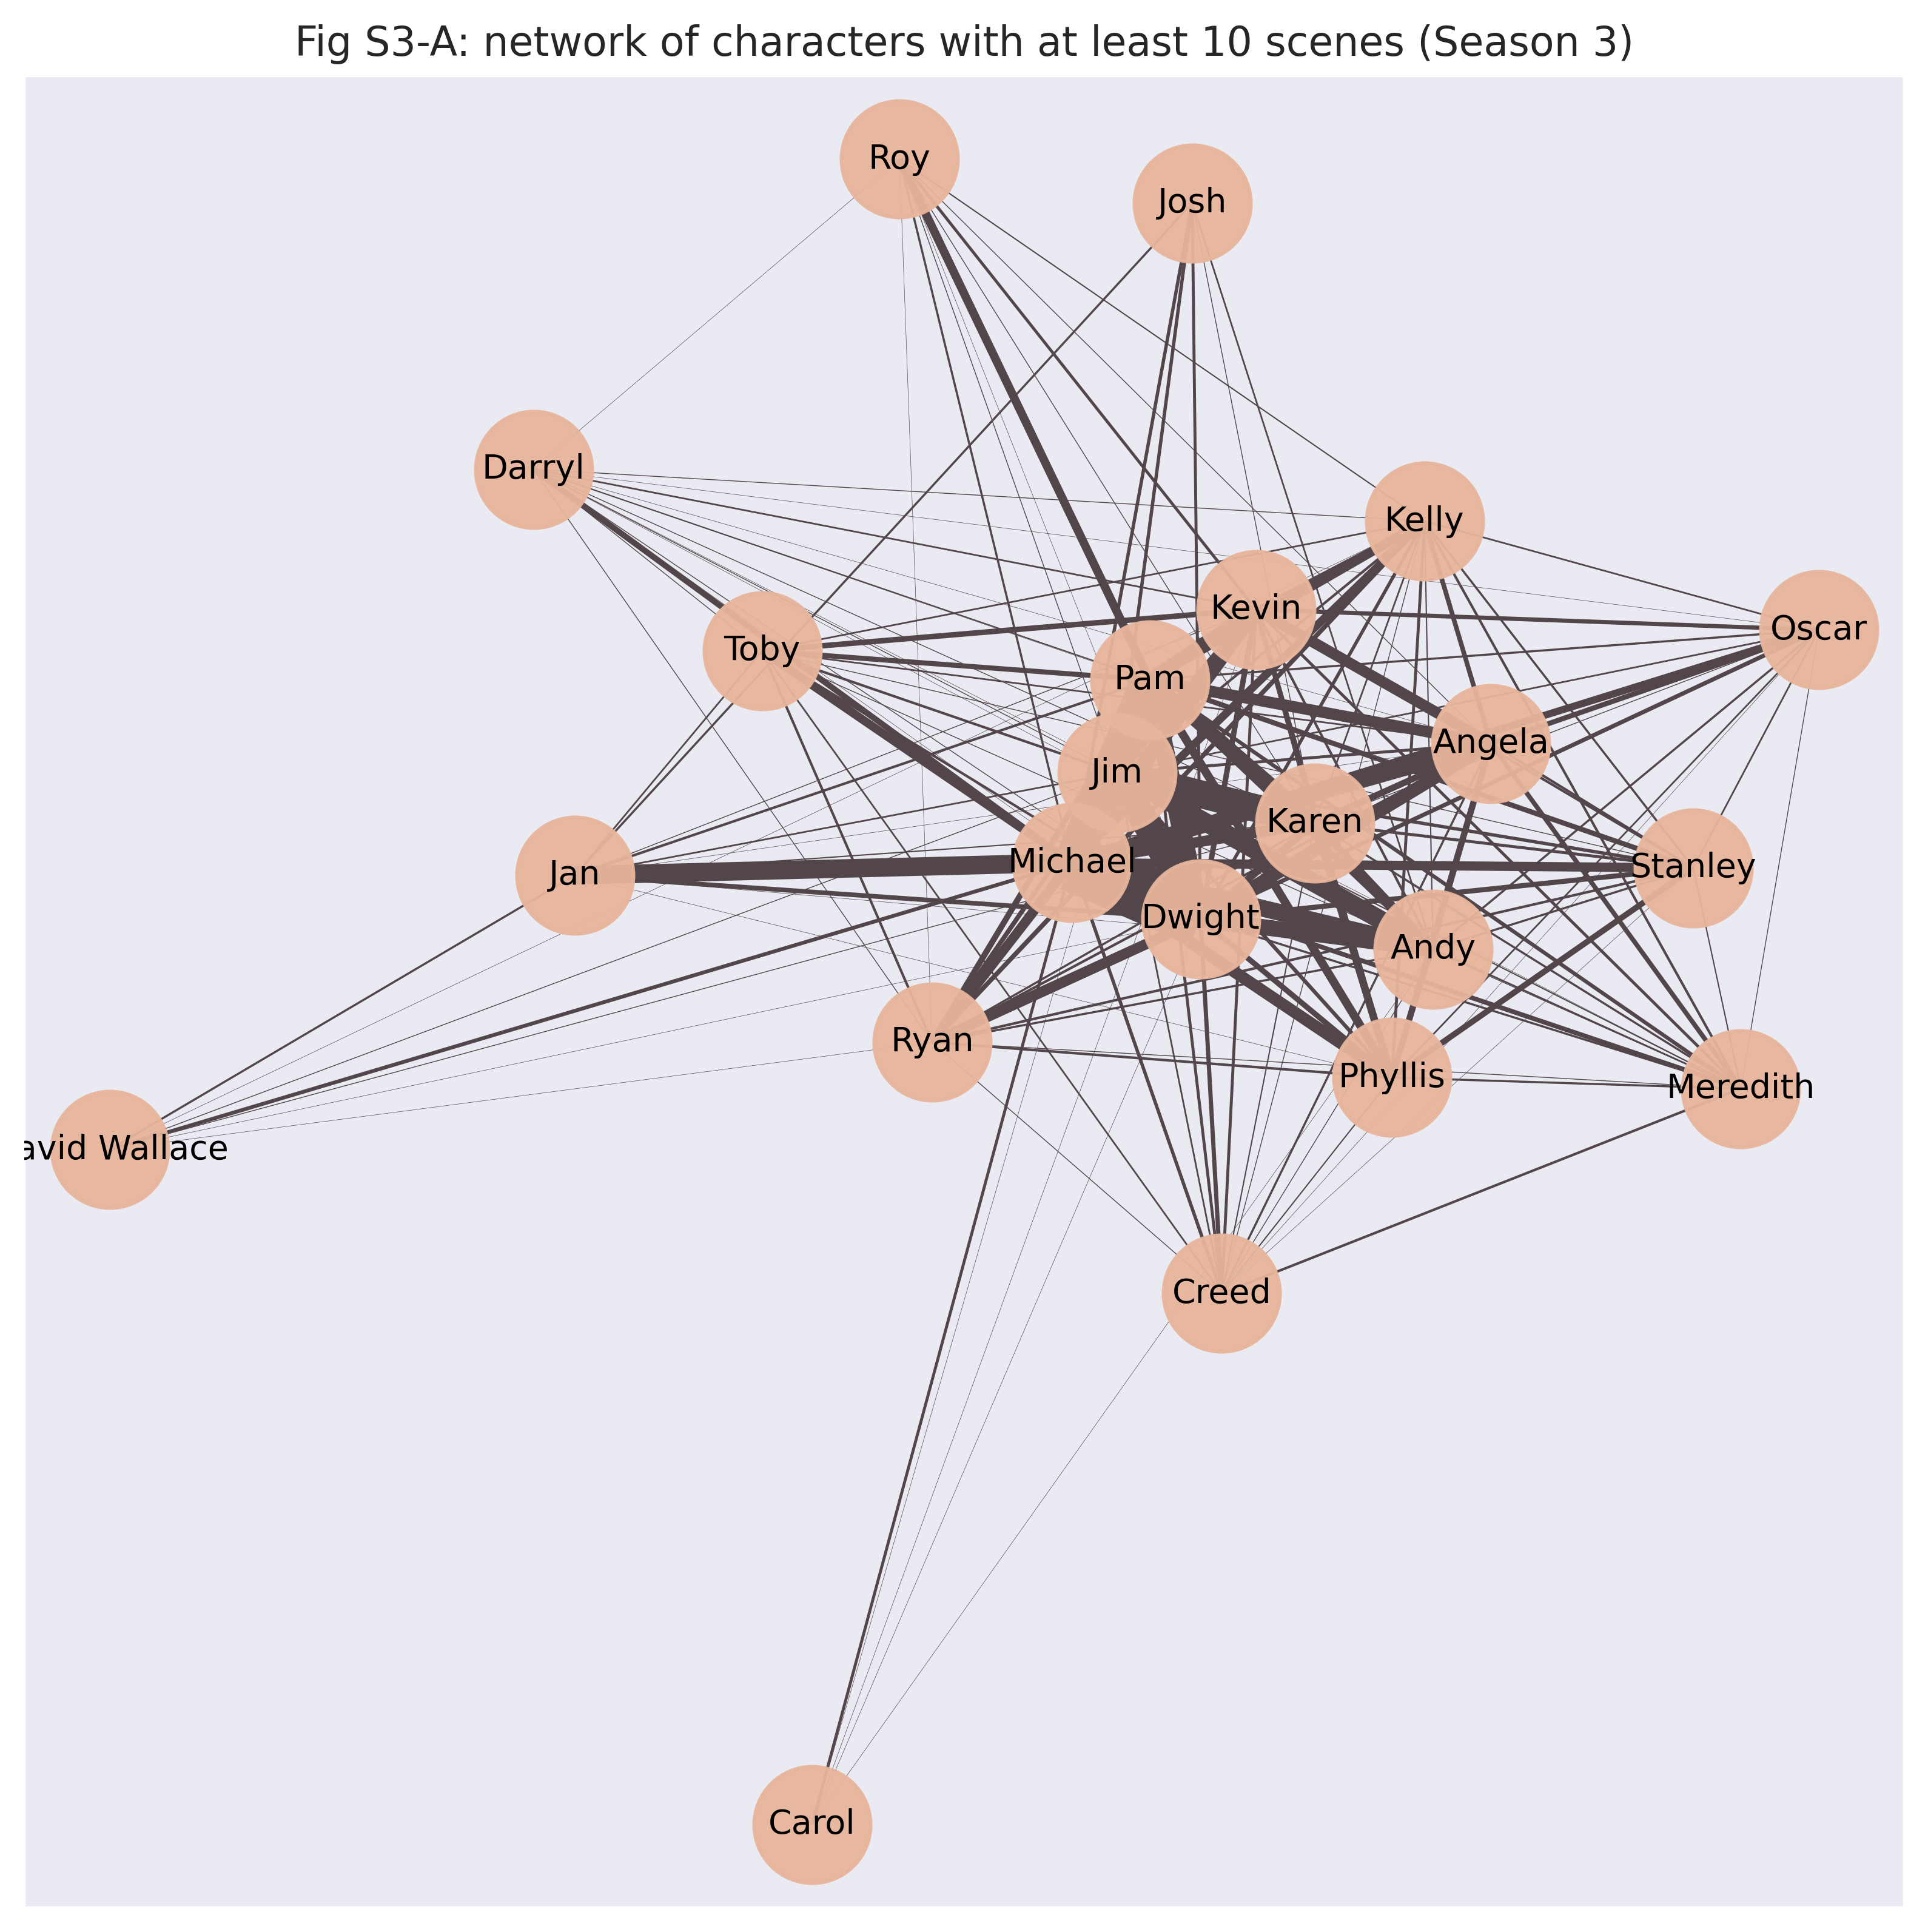 Fig S3-A: network of characters with at least 10 scenes (Season 3)
Roy
Josh
Darryl
Kelly
Kevin
Oscar
Toby
Pam
Angela
Jim
Karen
Michael
Stanley
Jan
Dwight
Andy
Ryan
Phyllis
Meredith
avid Wallace
Creed
Carol